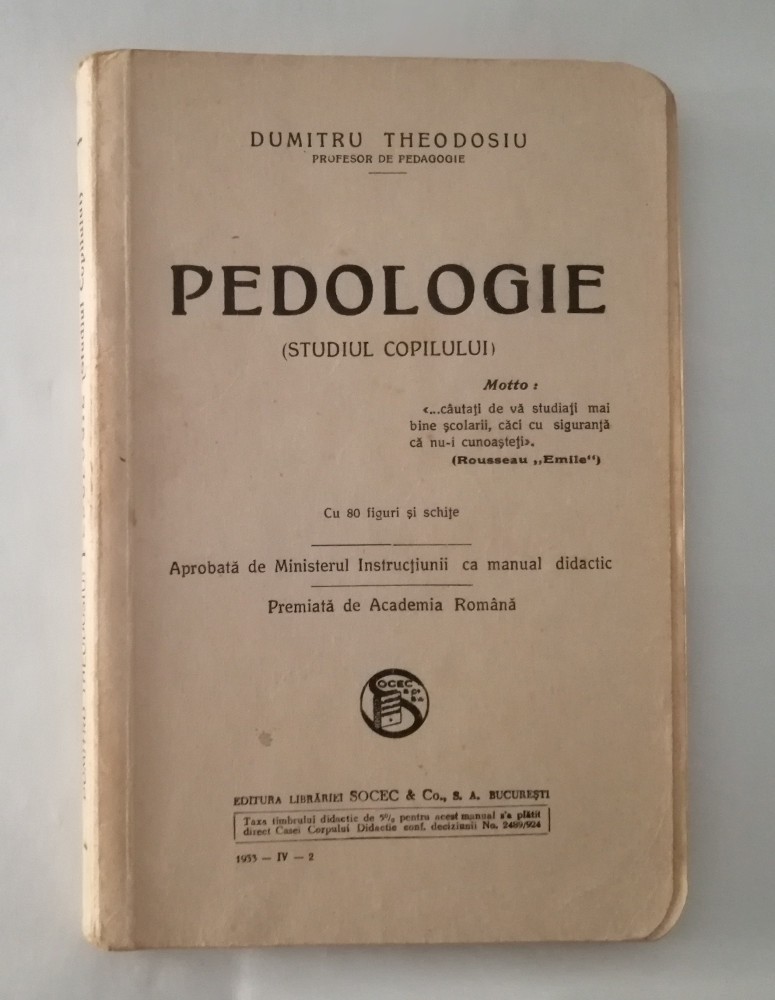 DUMITRU THEODOSIU
PROFESOR DE PEDAGOGIE
PEDOLOGIE
(STUDIUL COPILULUI)
Motto :
«...căutaţi de vă studiaţi mai
bine şcolarii, căci cu siguranţă
că nu-i cunoaşteţi».
(Rousseau „Emile“)
Cu 80 figuri şi schiţe
Aprobată de Ministerul Instrucţiunii ca manual didactic
Premiată de Academia Română
SOCEC
EDITURA LIBRĂRIEI SOCEC & Co., S. A. BUCUREŞTI
Taxa timbrului didactic de 5% pentru acest manual s'a plătit
direct Casei Corpului Didactic conf. deciziunii No. 2489/924
1933 — IV — 2